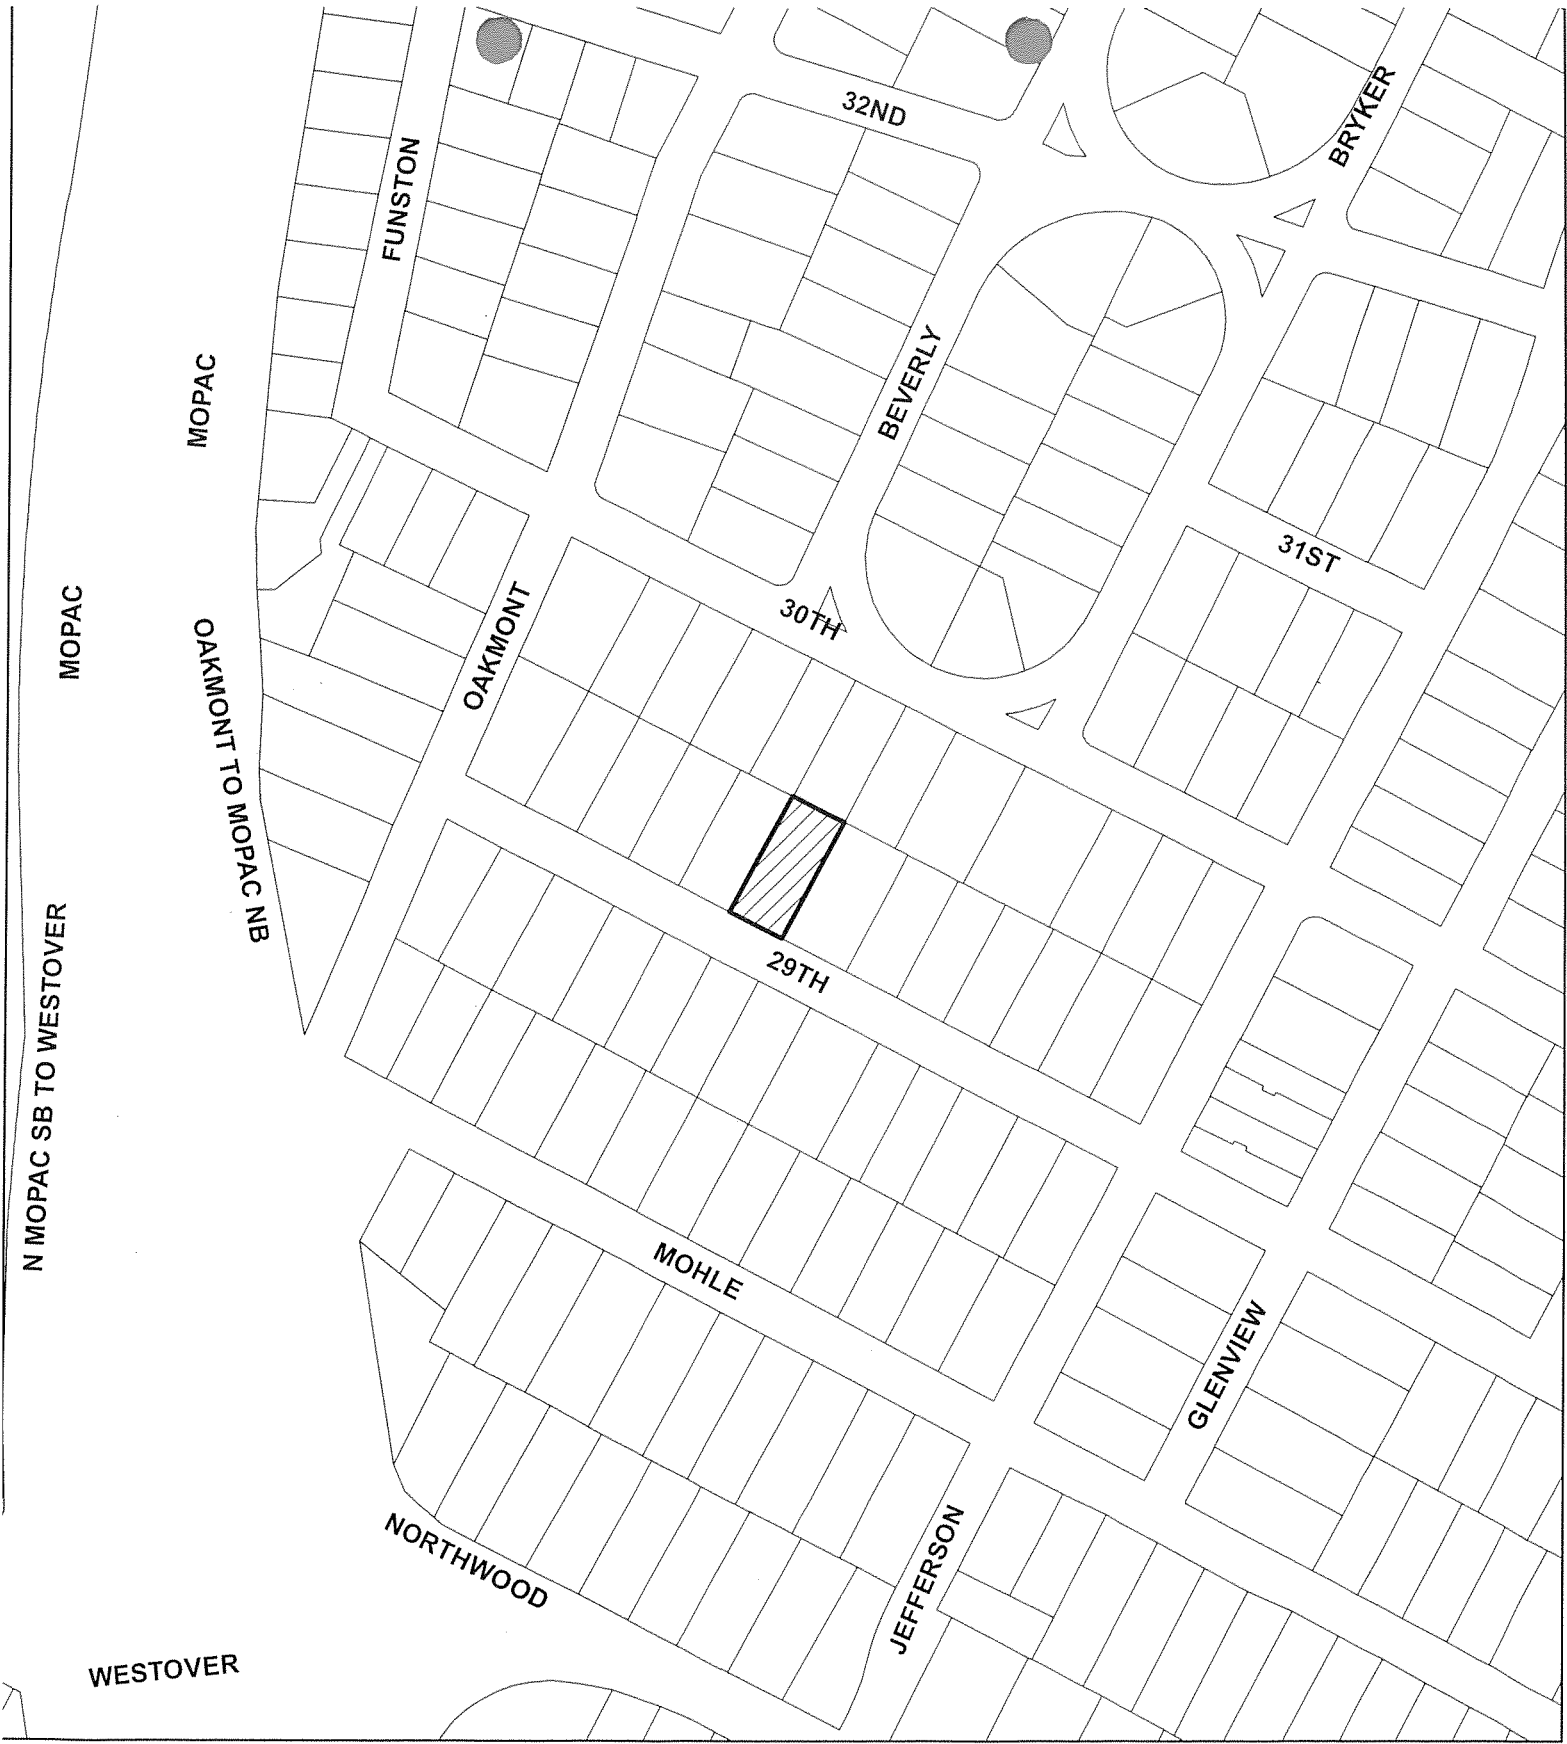 32ND
BRYKER
FUNSTON
MOPAC
BEVERLY
31ST
MOPAC
30TH
OAKMONT
OAKMONT TO MOPAC NB
29TH
N MOPAC SB TO WESTOVER
MOHLE
GLENVIEW
NORTHWOOD
JEFFERSON
WESTOVER